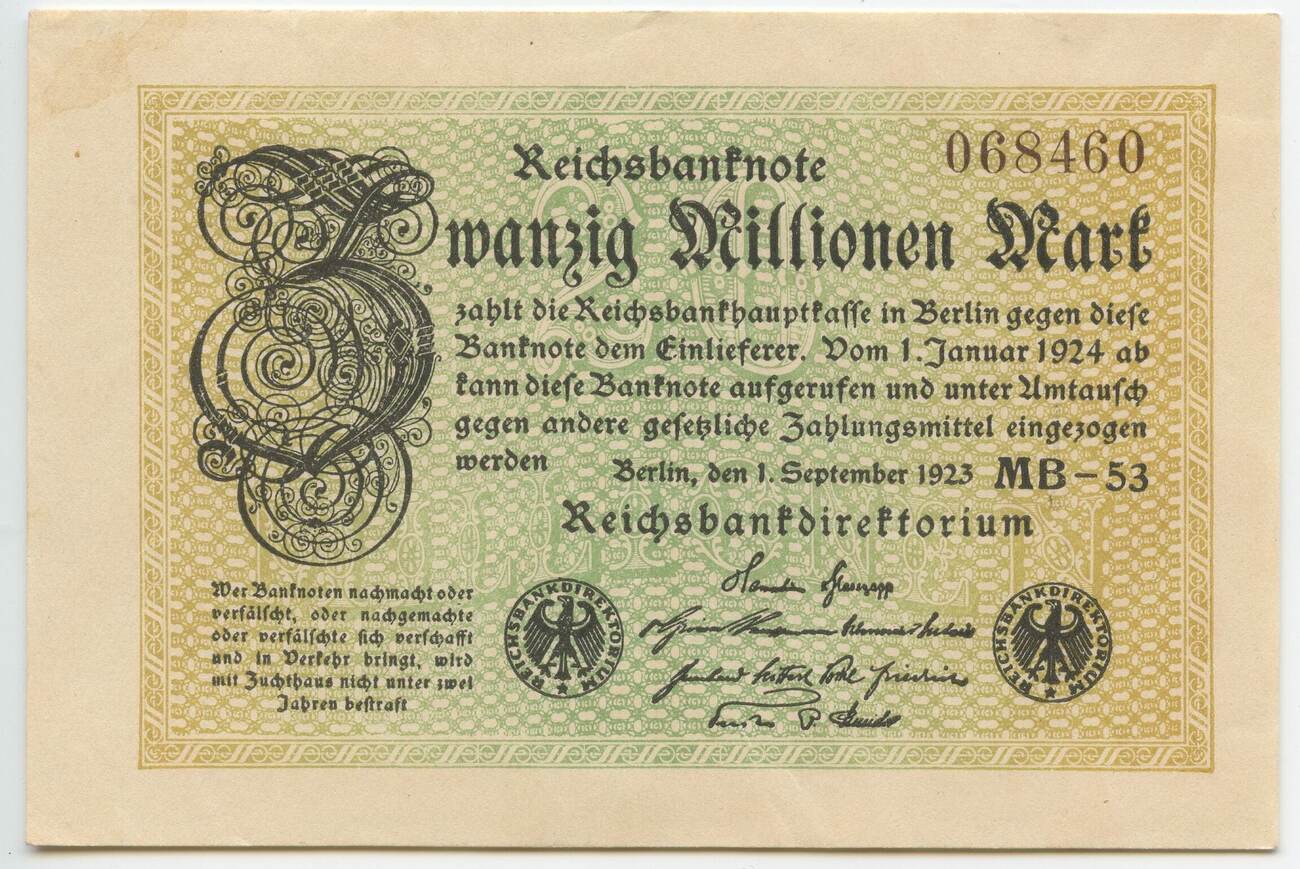 068460
Reichsbanknote
Zwanzig Millionen Mark
zahlt die Reichsbankhauptkasse in Berlin gegen diese
Banknote dem Einlieferer. Vom 1. Januar 1924 ab
kann diese Banknote aufgerufen und unter Umtausch
gegen andere gesetzliche Zahlungsmittel eingezogen
werden
Berlin, den 1. September 1923 MB-53
Reichsbankdirektorium
Wer Banknoten nachmacht oder
verfälscht, oder nachgemachte
oder verfälschte sich verschafft
und in Verkehr bringt, wird
mit Zuchthaus nicht unter zwei
Jahren bestraft
REICHSBANKDIREKTORIUM
REICHSBANKDIREKTORIUM
20
MILLIONEN